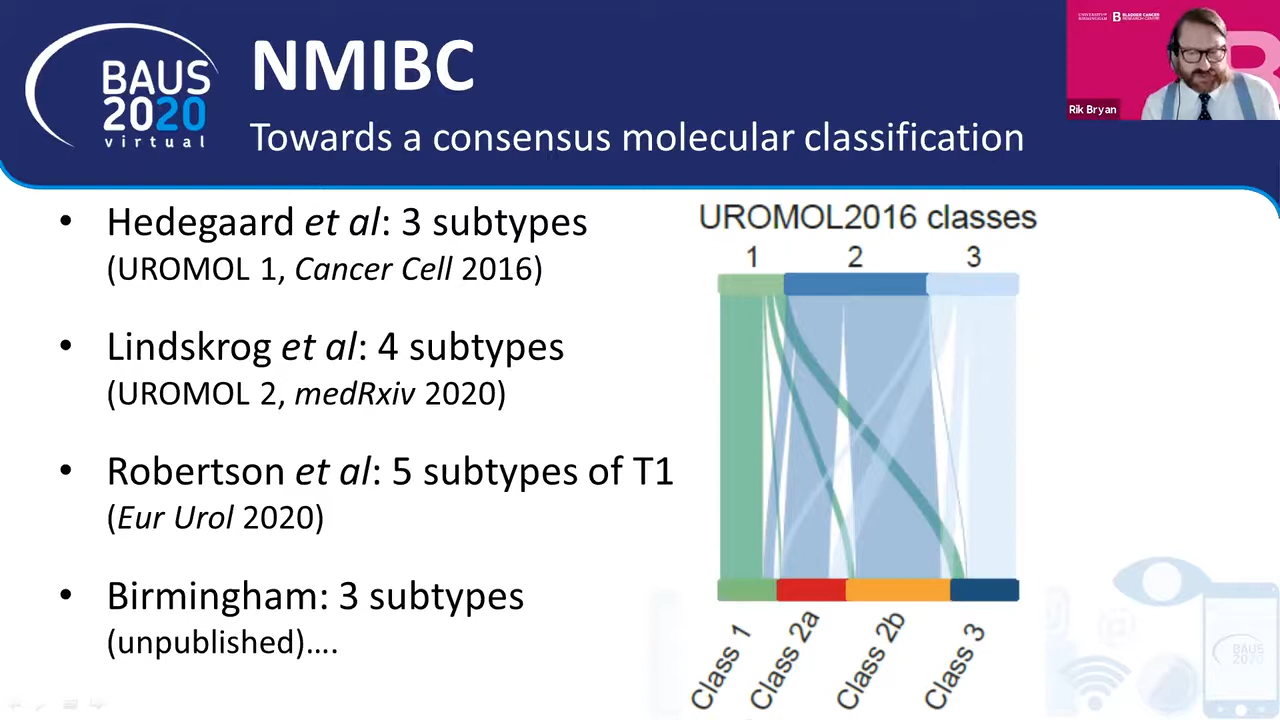 BAUS
2020
virtual
NMIBC
Towards a consensus molecular classification
Rik Bryan
• Hedegaard et al: 3 subtypes
(UROMOL 1, Cancer Cell 2016)
• Lindskrog et al: 4 subtypes
(UROMOL 2, medRxiv 2020)
• Robertson et al: 5 subtypes of T1
(Eur Urol 2020)
• Birmingham: 3 subtypes
(unpublished)....
UROMOL2016 classes
1 2 3
Class 1
Class 2a
Class 2b
Class 3
BAUS
2020